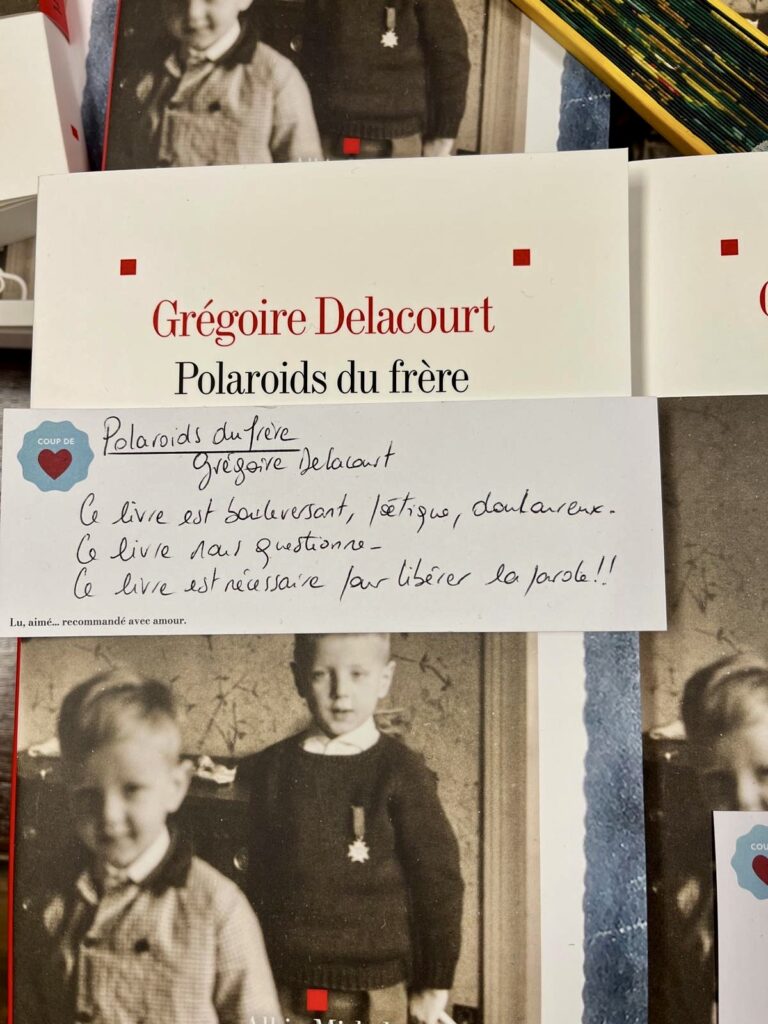 Grégoire Delacourt
Polaroids du frère
COUP DE
Polaroids du frère
Grégoire Delacourt
Ce livre est bouleversant, poétique, douloureux.
Ce livre nous questionne -
Ce livre est nécessaire pour libérer la parole!!
Lu, aimé... recommandé avec amour.